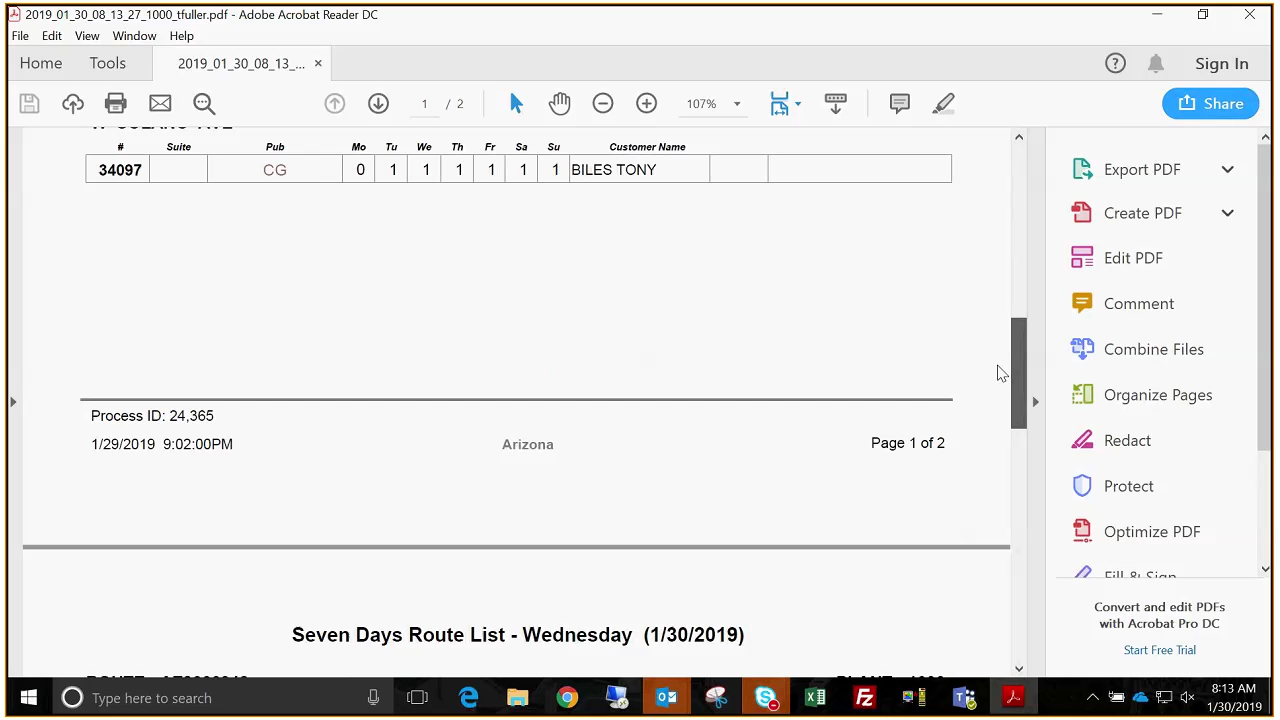 2019_01_30_08_13_27_1000_tfuller.pdf - Adobe Acrobat Reader DC
File Edit View Window Help
Home Tools 2019_01_30_08_13_... × Sign In
1 / 2 107% Share
# Suite Pub Mo Tu We Th Fr Sa Su Customer Name
34097 CG 0 1 1 1 1 1 1 BILES TONY
Process ID: 24,365
1/29/2019 9:02:00PM Arizona Page 1 of 2
Seven Days Route List - Wednesday (1/30/2019)
Export PDF
Create PDF
Edit PDF
Comment
Combine Files
Organize Pages
Redact
Protect
Optimize PDF
Fill & Sign
Convert and edit PDFs
with Acrobat Pro DC
Start Free Trial
Type here to search
8:13 AM
1/30/2019